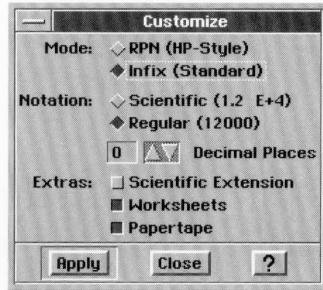 Customize
Mode: RPN (HP-Style)
Infix (Standard)
Notation: Scientific (1.2 E+4)
Regular (12000)
0 Decimal Places
Extras: Scientific Extension
Worksheets
Papertape
Apply Close ?